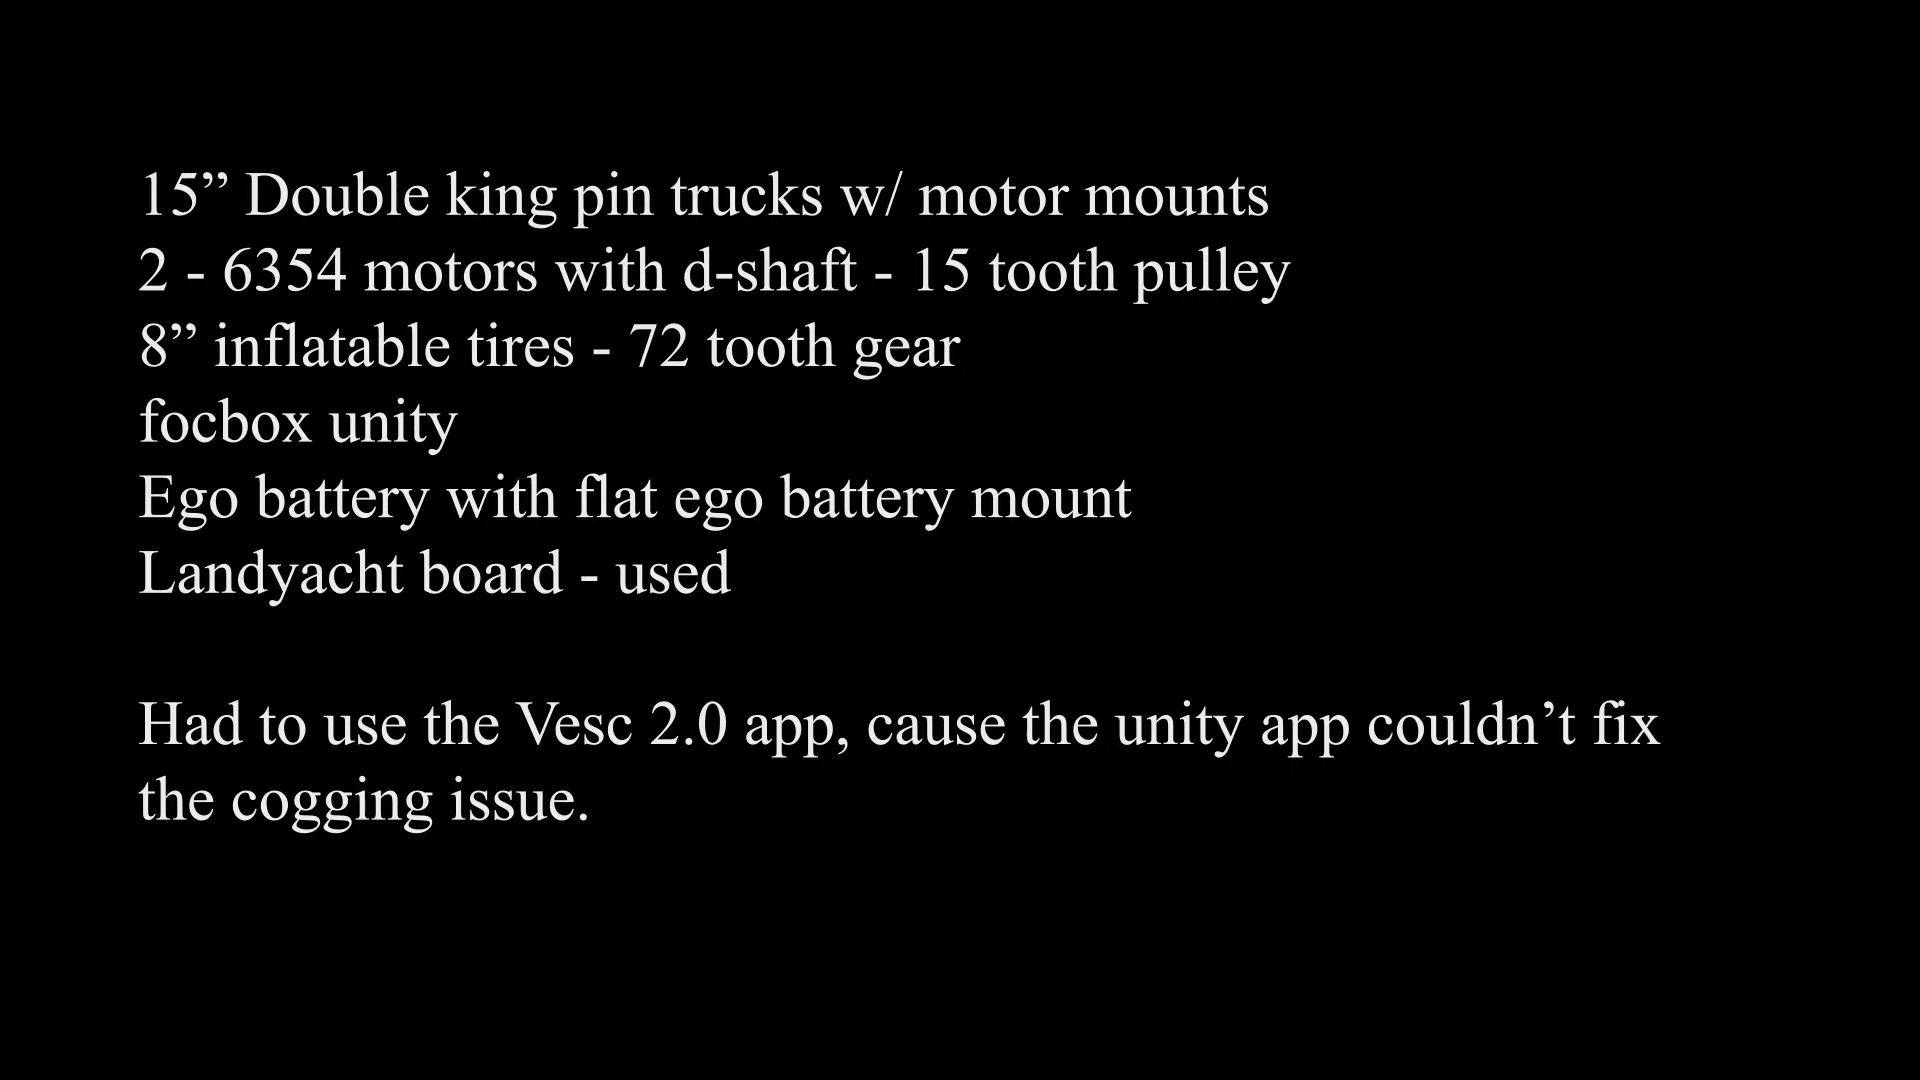 15” Double king pin trucks w/ motor mounts
2 - 6354 motors with d-shaft - 15 tooth pulley
8” inflatable tires - 72 tooth gear
focbox unity
Ego battery with flat ego battery mount
Landyacht board - used
Had to use the Vesc 2.0 app, cause the unity app couldn’t fix
the cogging issue.